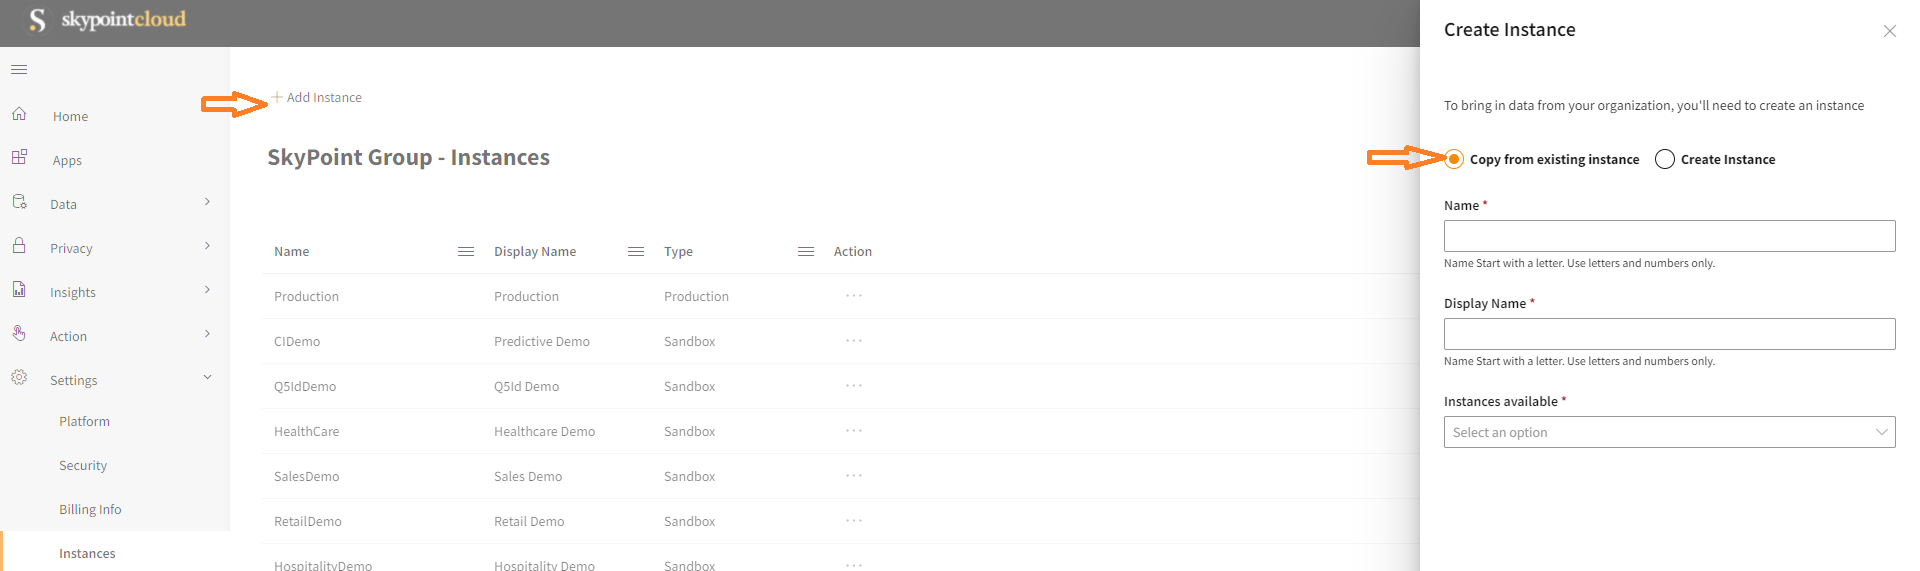 skypointcloud
Home
Apps
Data
Privacy
Insights
Action
Settings
Platform
Security
Billing Info
Instances
Add Instance
SkyPoint Group - Instances
Name Display Name Type Action
Production Production Production ...
CIDemo Predictive Demo Sandbox ...
Q5IdDemo Q5Id Demo Sandbox ...
HealthCare Healthcare Demo Sandbox ...
SalesDemo Sales Demo Sandbox ...
RetailDemo Retail Demo Sandbox ...
HospitalityDemo Hospitality Demo Sandbox ...
Create Instance
To bring in data from your organization, you'll need to create an instance
Copy from existing instance Create Instance
Name *
Name Start with a letter. Use letters and numbers only.
Display Name *
Name Start with a letter. Use letters and numbers only.
Instances available *
Select an option